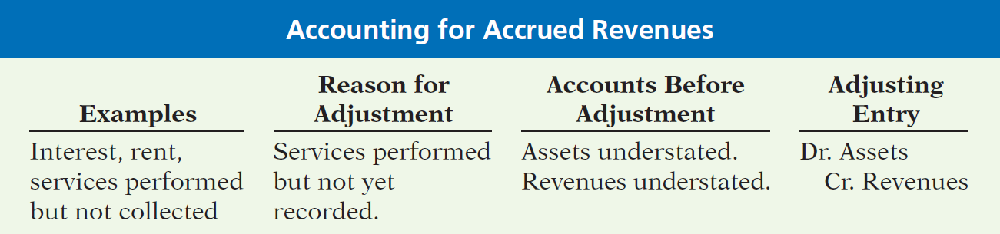 Accounting for Accrued Revenues
Examples
Reason for
Adjustment
Accounts Before
Adjustment
Adjusting
Entry
Interest, rent,
services performed
but not collected
Services performed
but not yet
recorded.
Assets understated.
Revenues understated.
Dr. Assets
Cr. Revenues